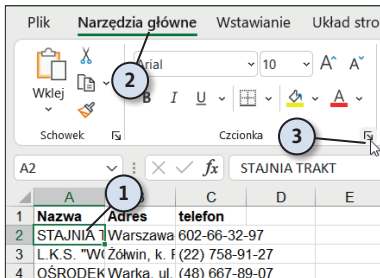 Plik Narzędzia główne Wstawianie Układ stro
2
Arial 10 A A
Wklej B I U A
Schowek Czcionka 3
A2 fx STAJNIA TRAKT
1
A C D E
1 Nazwa Adres telefon
2 STAJNIA T Warszawa 602-66-32-97
3 L.K.S. "W( Żółwin, k. F (22) 758-91-27
4 OŚRODEK Warka, ul. (48) 667-89-07